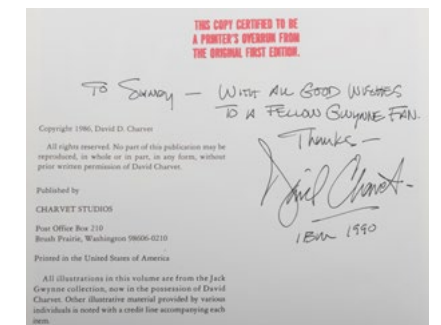 THIS COPY CERTIFIED TO BE
A PRINTER'S OVERRUN FROM
THE ORIGINAL FIRST EDITION.
TO SAMMY — WITH ALL GOOD WISHES
TO A FELLOW GWYNNE FAN.
Thanks —
David Charvet
IBM 1990
Copyright 1986, David D. Charvet
All rights reserved. No part of this publication may be
reproduced, in whole or in part, in any form, without
prior written permission of David Charvet.
Published by
CHARVET STUDIOS
Post Office Box 210
Brush Prairie, Washington 98606-0210
Printed in the United States of America
All illustrations in this volume are from the Jack
Gwynne collection, now in the possession of David
Charvet. Other illustrative material provided by various
individuals is noted with a credit line accompanying each
item.